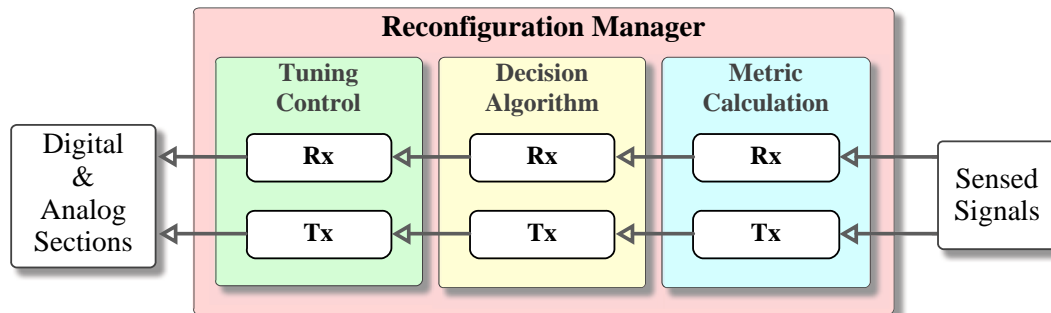 Reconfiguration Manager
Tuning
Control
Decision
Algorithm
Metric
Calculation
Digital
&
Analog
Sections
Rx
Rx
Rx
Tx
Tx
Tx
Sensed
Signals